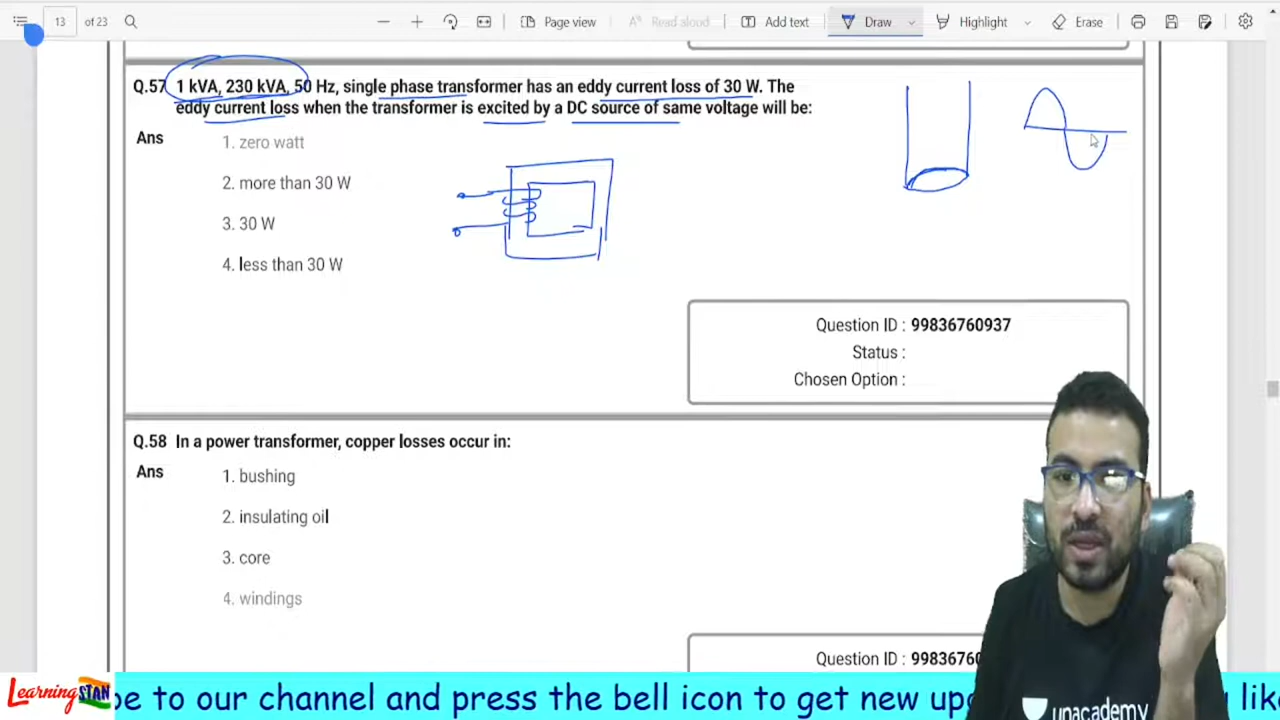 13 of 23
Page view
Read aloud
Add text
Draw
Highlight
Erase
Q.57 1 kVA, 230 kVA, 50 Hz, single phase transformer has an eddy current loss of 30 W. The
eddy current loss when the transformer is excited by a DC source of same voltage will be:
Ans
1. zero watt
2. more than 30 W
3. 30 W
4. less than 30 W
Question ID : 99836760937
Status :
Chosen Option :
Q.58 In a power transformer, copper losses occur in:
Ans
1. bushing
2. insulating oil
3. core
4. windings
Question ID : 9983676
unacademy
Learning STAN
be to our channel and press the bell icon to get new up
lik